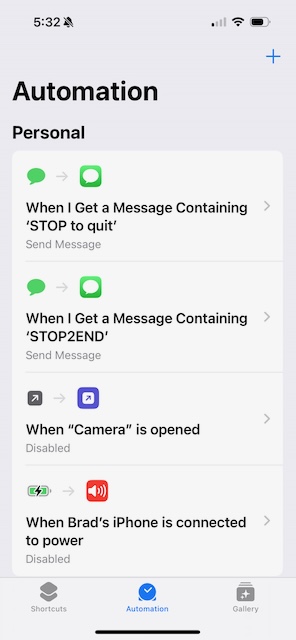 5:32
Automation
Personal
When I Get a Message Containing
‘STOP to quit’
Send Message
When I Get a Message Containing
‘STOP2END’
Send Message
When “Camera” is opened
Disabled
When Brad’s iPhone is connected
to power
Disabled
Shortcuts
Automation
Gallery